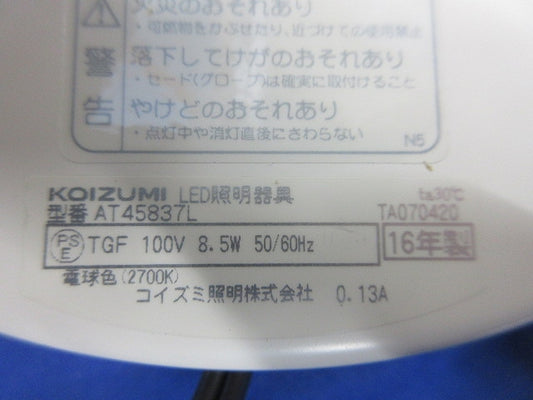 火災のおそれあり
・可燃物をかぶせたり、近づけての使用禁止
警 落下してけがのおそれあり
・セード(グローブ)は確実に取付けること
告 やけどのおそれあり
・点灯中や消灯直後にさわらない
N5
KOIZUMI LED照明器具 ta30℃
型番 AT45837L TA070420
PSE TGF 100V 8.5W 50/60Hz 16年製
電球色(2700K)
コイズミ照明株式会社 0.13A